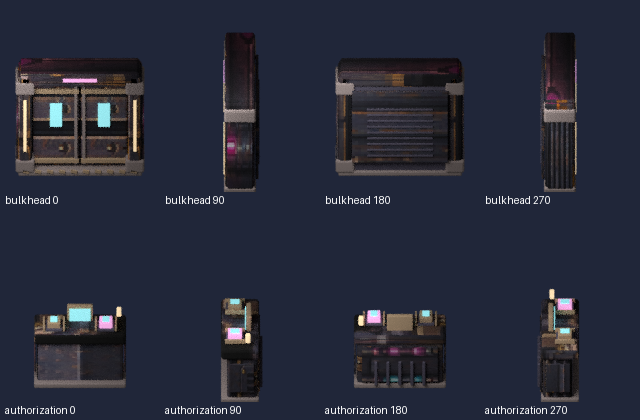 bulkhead 0
bulkhead 90
bulkhead 180
bulkhead 270
authorization 0
authorization 90
authorization 180
authorization 270